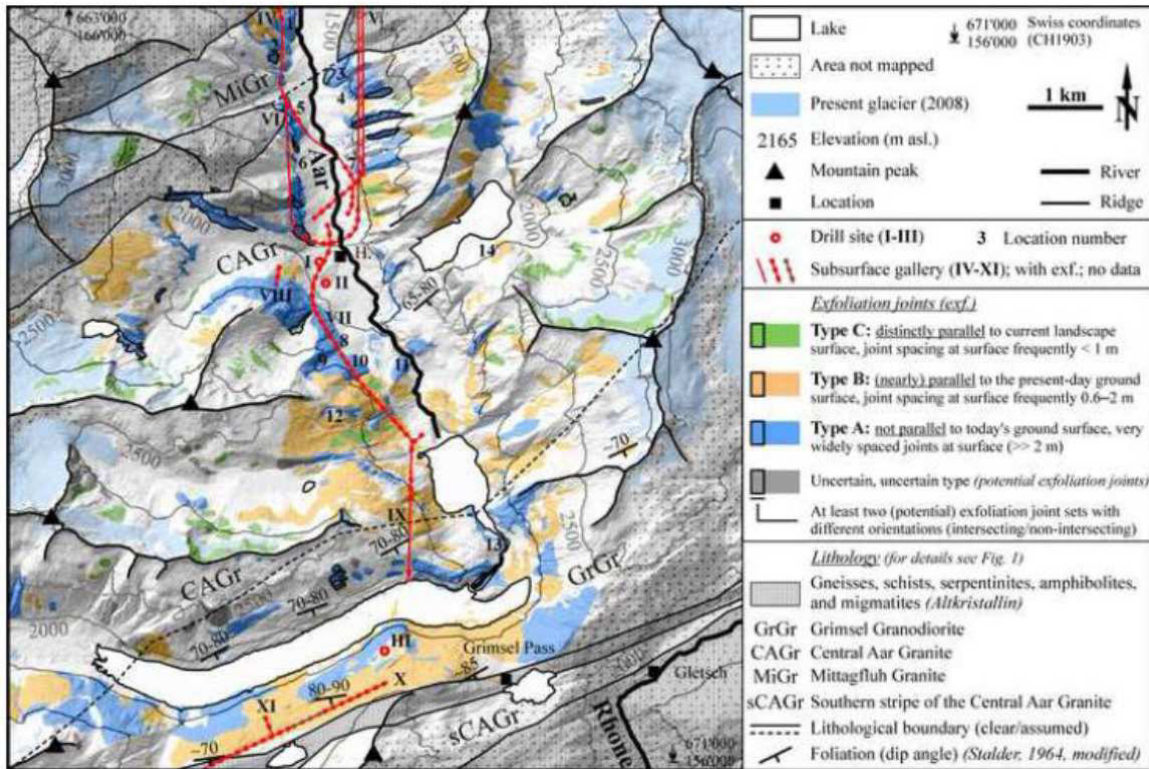 663'000
166'000
IV
V
1500
2500
3
4
MiGr
5
VI
6
Aar
7
1000
2000
2000
14
3000
CAGr
I
H.
II
2500
VIII
VII
65-80
8
9
10
11
2500
12
~70
2500
IX
70-80
13
2500
GrGr
CAGr
70-80
70-80
2000
III
Grimsel Pass
X
~85
80-90
Gletsch
XI
sCAGr
Rhone
~70
671'000
156'000
Lake
671'000
156'000
Swiss coordinates
(CH1903)
Area not mapped
Present glacier (2008)
1 km
N
2165 Elevation (m asl.)
Mountain peak
River
Location
Ridge
Drill site (I-III)
3 Location number
Subsurface gallery (IV-XI); with exf.; no data
Exfoliation joints (exf.)
Type C: distinctly parallel to current landscape
surface, joint spacing at surface frequently < 1 m
Type B: (nearly) parallel to the present-day ground
surface, joint spacing at surface frequently 0.6–2 m
Type A: not parallel to today's ground surface, very
widely spaced joints at surface (>> 2 m)
Uncertain, uncertain type (potential exfoliation joints)
At least two (potential) exfoliation joint sets with
different orientations (intersecting/non-intersecting)
Lithology (for details see Fig. 1)
Gneisses, schists, serpentinites, amphibolites,
and migmatites (Altkristallin)
GrGr Grimsel Granodiorite
CAGr Central Aar Granite
MiGr Mittagfluh Granite
sCAGr Southern stripe of the Central Aar Granite
Lithological boundary (clear/assumed)
Foliation (dip angle) (Stalder, 1964, modified)